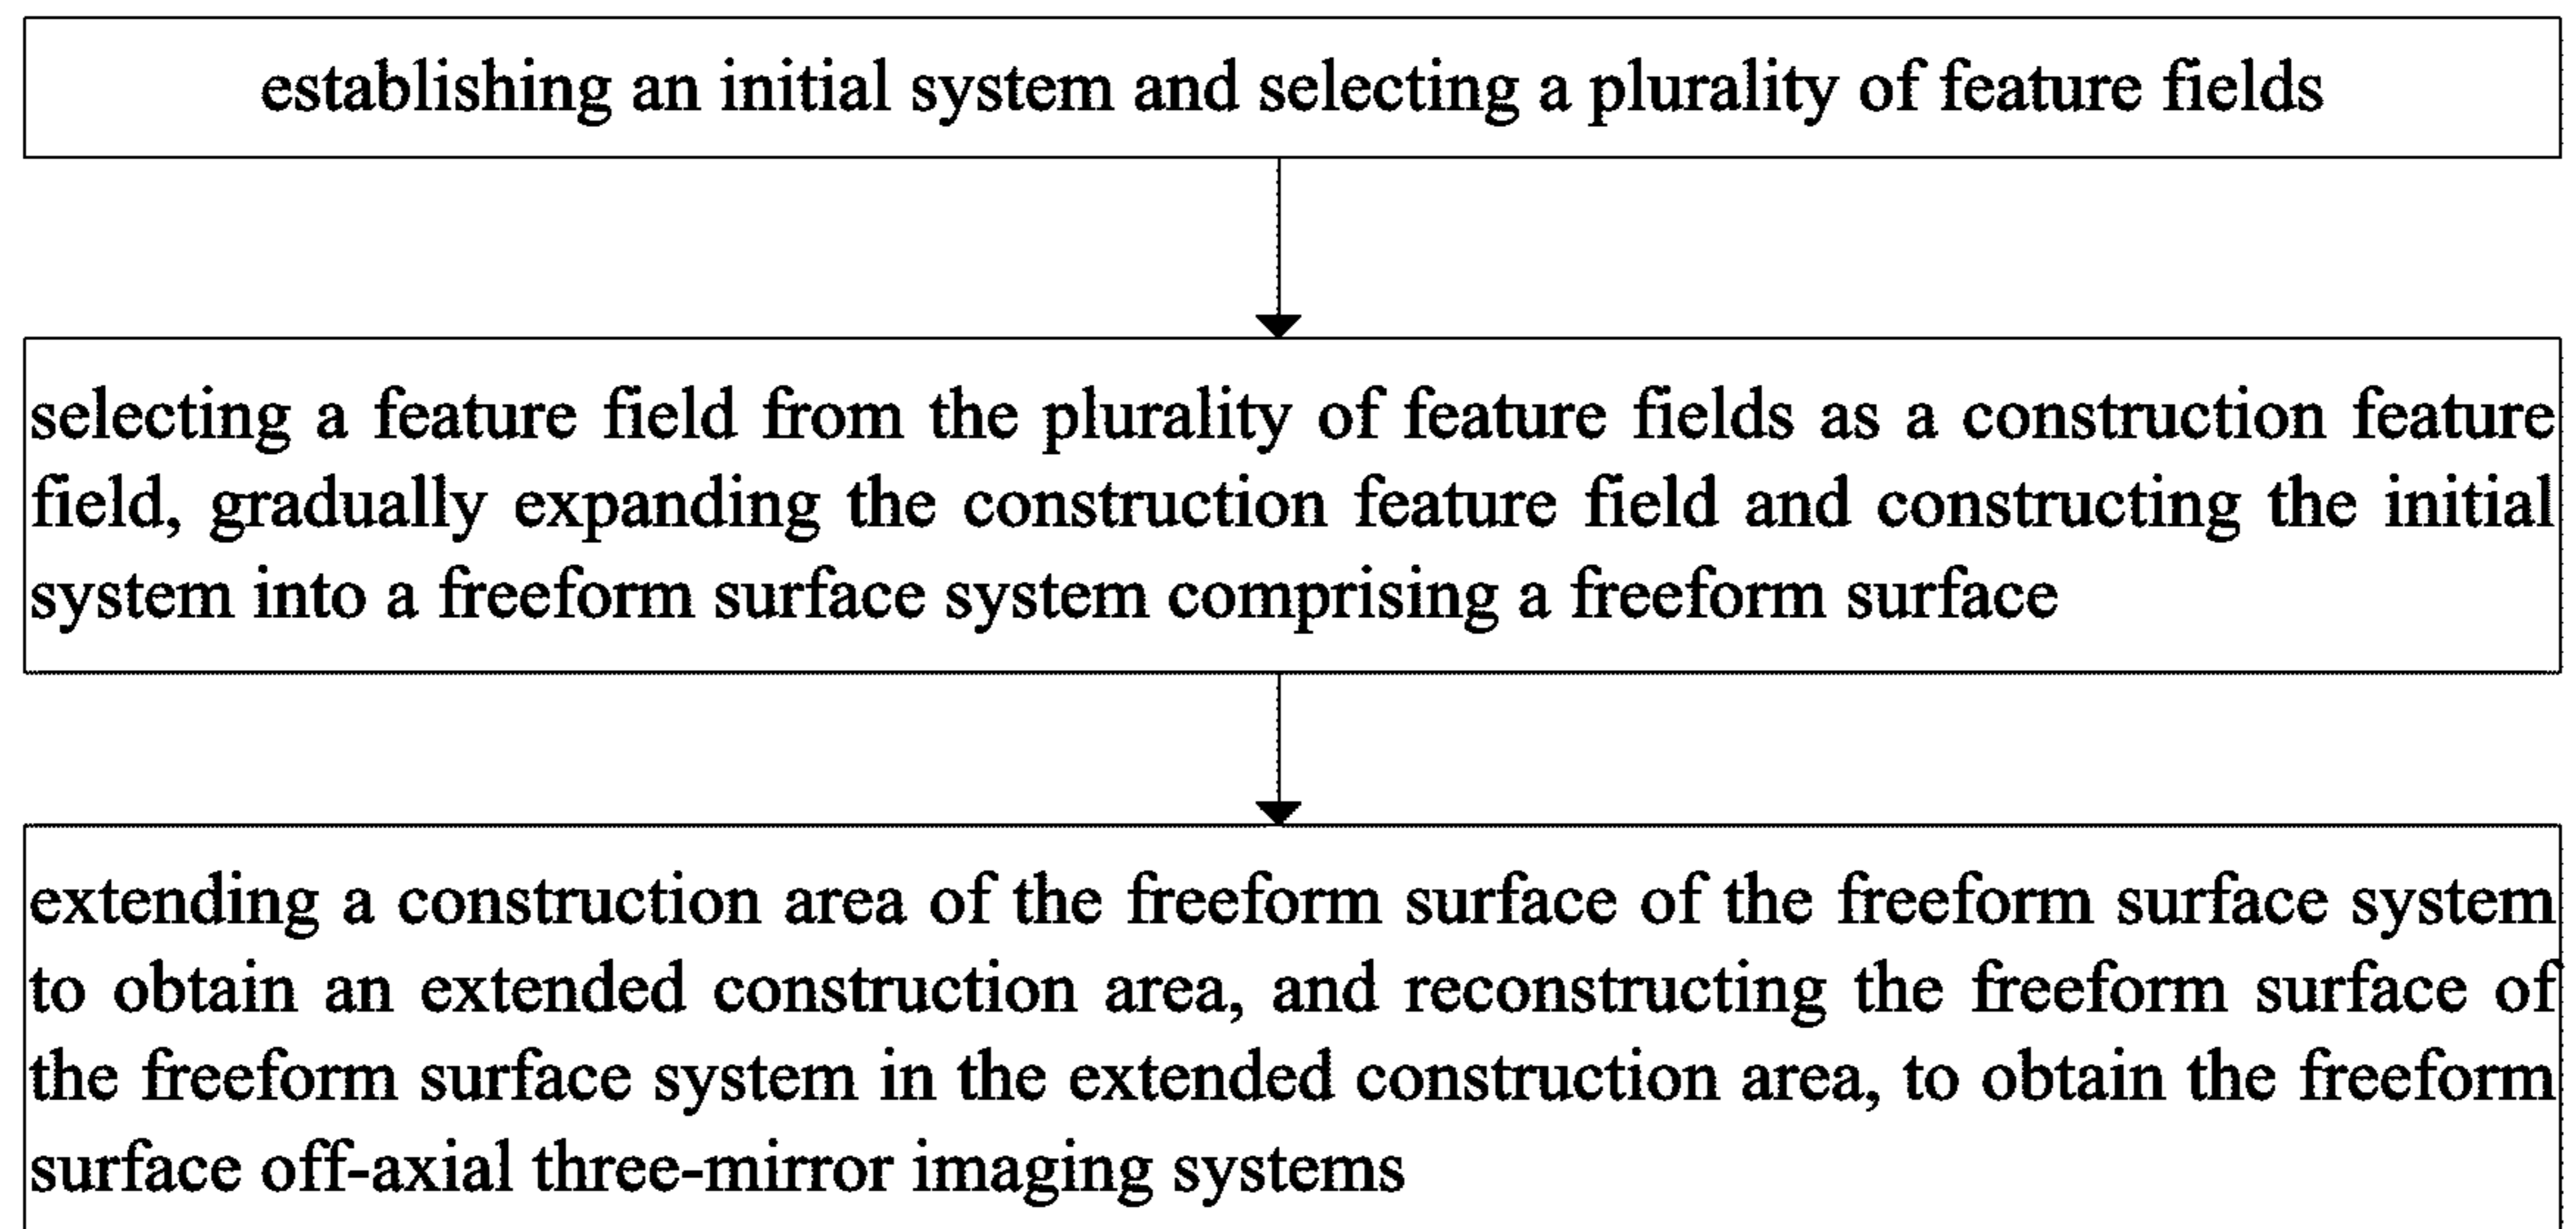 establishing an initial system and selecting a plurality of feature fields
selecting a feature field from the plurality of feature fields as a construction feature
field, gradually expanding the construction feature field and constructing the initial
system into a freeform surface system comprising a freeform surface
extending a construction area of the freeform surface of the freeform surface system
to obtain an extended construction area, and reconstructing the freeform surface of
the freeform surface system in the extended construction area, to obtain the freeform
surface off-axial three-mirror imaging systems